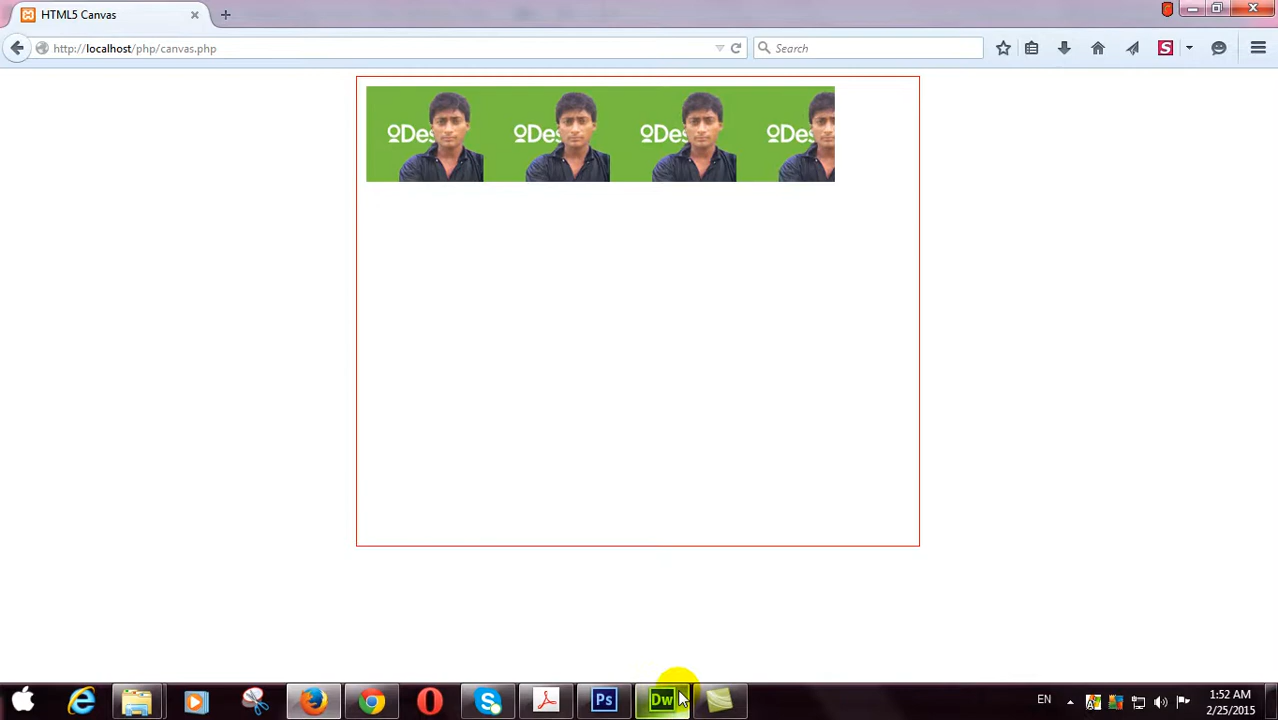 HTML5 Canvas
http://localhost/php/canvas.php
Search
S
oDes oDes oDes oDes
Ps
Dw
EN
1:52 AM
2/25/2015